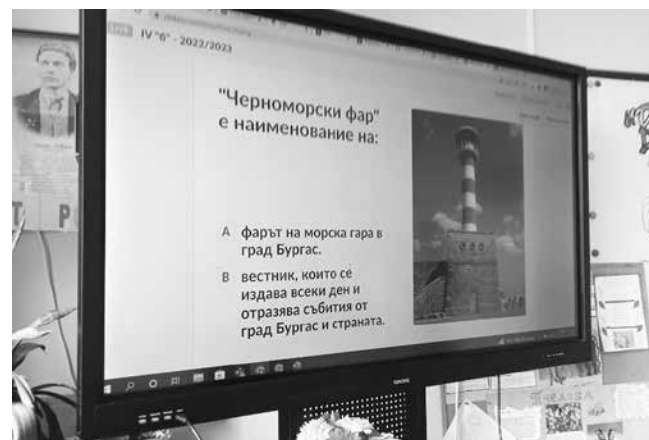 IV "б" - 2022/2023
"Черноморски фар"
е наименование на:
А фарът на морска гара в
град Бургас.
В вестник, които се
издава всеки ден и
отразява събития от
град Бургас и страната.